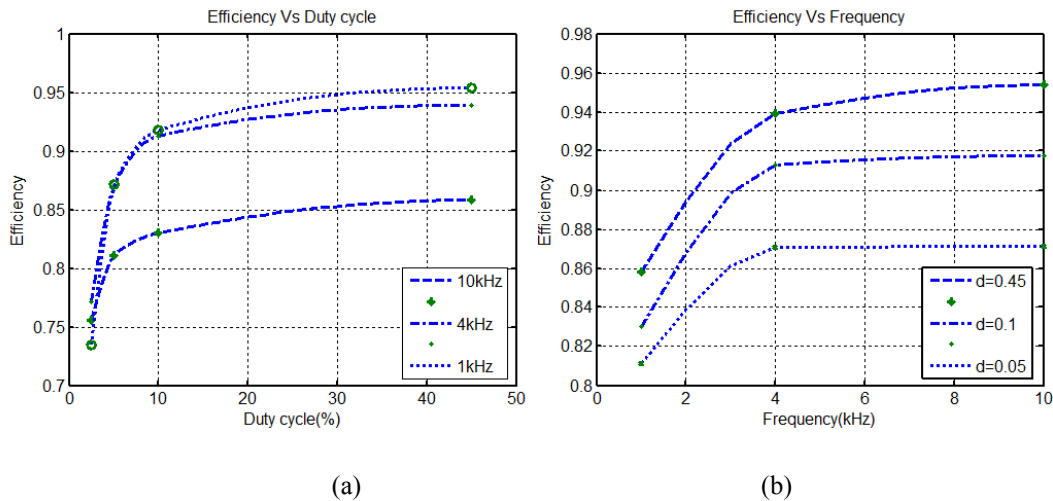 Efficiency Vs Duty cycle
1
0.95
0.9
0.85
0.8
0.75
0.7
Efficiency
0
10
20
30
40
50
Duty cycle(%)
10kHz
4kHz
1kHz
(a)
Efficiency Vs Frequency
0.98
0.96
0.94
0.92
0.9
0.88
0.86
0.84
0.82
0.8
Efficiency
0
2
4
6
8
10
Frequency(kHz)
d=0.45
d=0.1
d=0.05
(b)